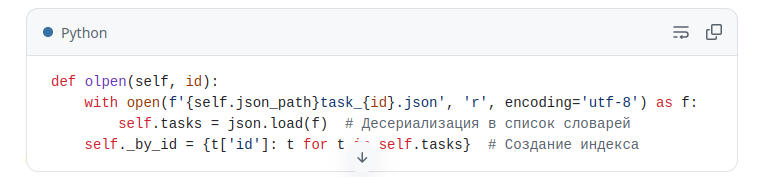 Python
def olpen(self, id):
    with open(f'{self.json_path}task_{id}.json', 'r', encoding='utf-8') as f:
        self.tasks = json.load(f)  # Десериализация в список словарей
    self._by_id = {t['id']: t for t in self.tasks}  # Создание индекса